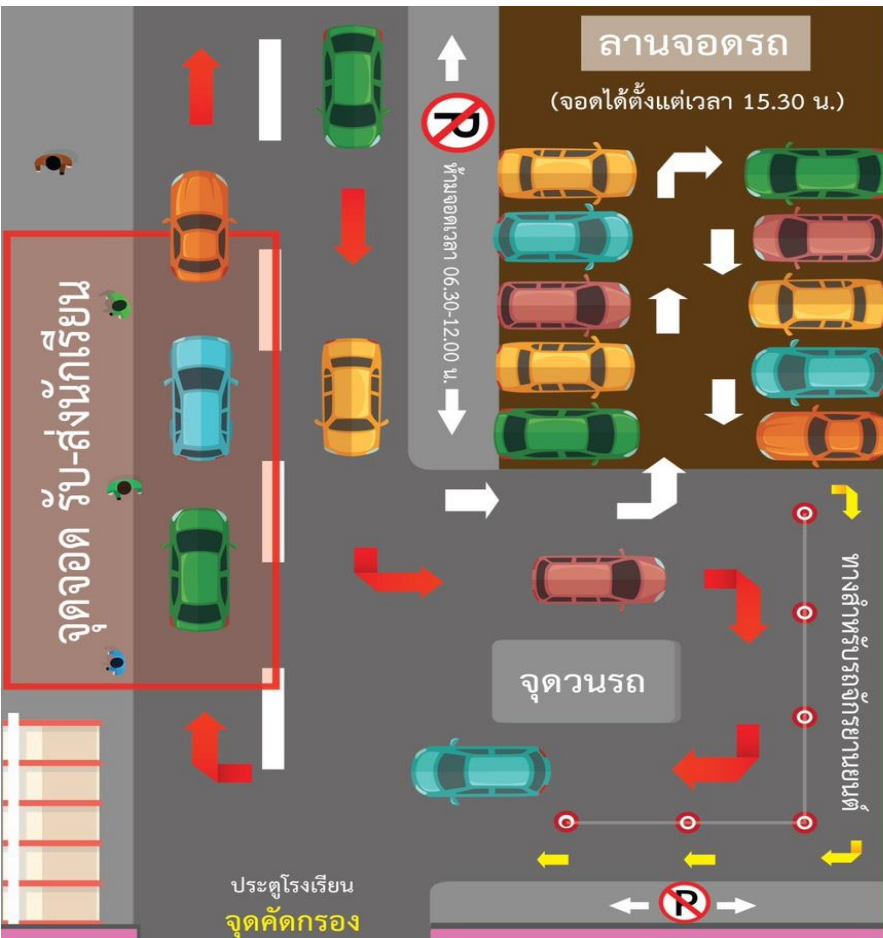 ลานจอดรถ
(จอดได้ตั้งแต่เวลา 15.30 น.)
P
ห้ามจอดเวลา 06.30-12.00 น.
จุดจอด รับ-ส่งนักเรียน
จุดวนรถ
ทางสำหรับรถจักรยานยนต์
ประตูโรงเรียน
จุดคัดกรอง
P